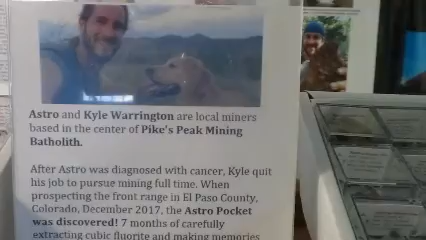 Astro and Kyle Warrington are local miners
based in the center of Pike's Peak Mining
Batholith.
After Astro was diagnosed with cancer, Kyle quit
his job to pursue mining full time. When
prospecting the front range in El Paso County,
Colorado, December 2017, the Astro Pocket
was discovered! 7 months of carefully
extracting cubic fluorite and making memories